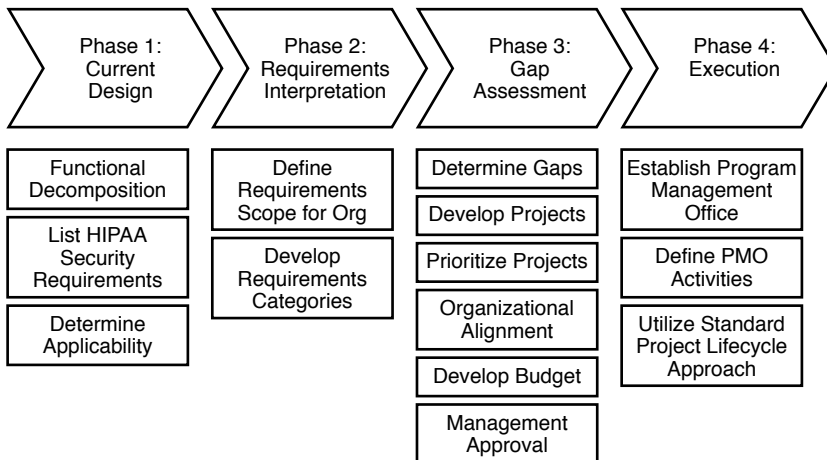 Phase 1:
Current
Design
Phase 2:
Requirements
Interpretation
Phase 3:
Gap
Assessment
Phase 4:
Execution
Functional
Decomposition
List HIPAA
Security
Requirements
Determine
Applicability
Define
Requirements
Scope for Org
Develop
Requirements
Categories
Determine Gaps
Develop Projects
Prioritize Projects
Organizational
Alignment
Develop Budget
Management
Approval
Establish Program
Management
Office
Define PMO
Activities
Utilize Standard
Project Lifecycle
Approach